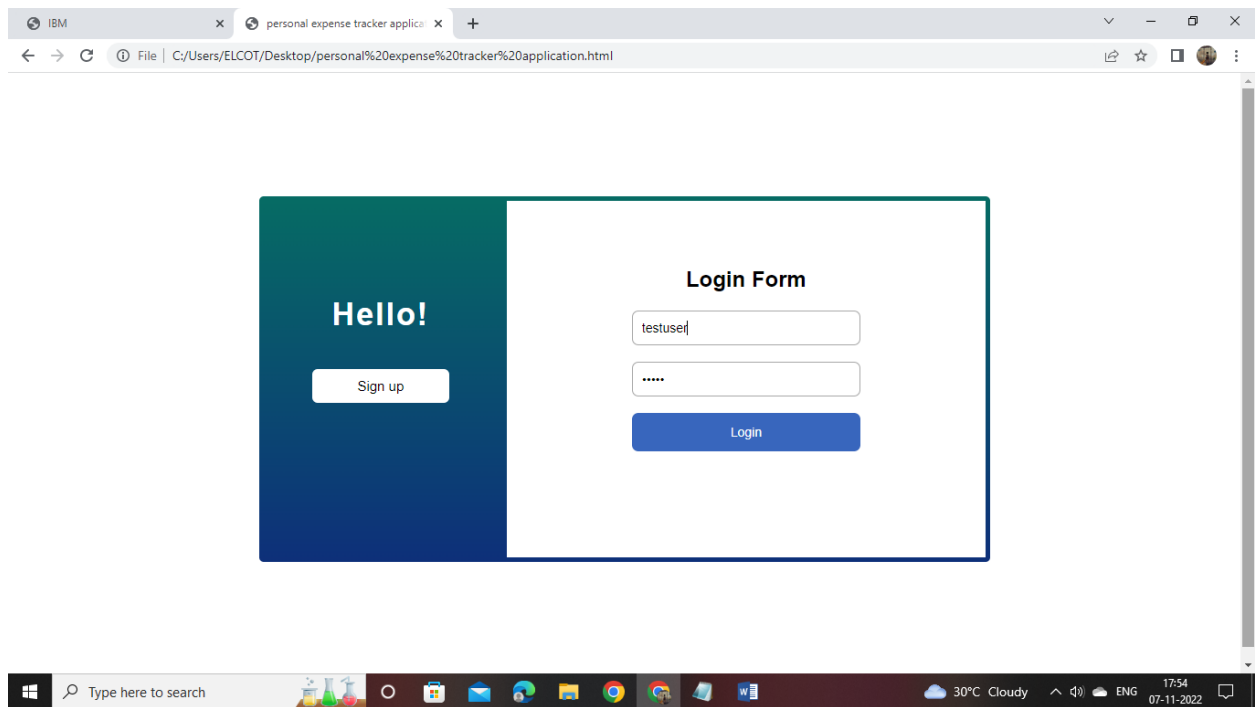 IBM
personal expense tracker applica
File C:/Users/ELCOT/Desktop/personal%20expense%20tracker%20application.html
Hello!
Sign up
Login Form
testuser
•••••
Login
Type here to search
30°C Cloudy
ENG
17:54
07-11-2022